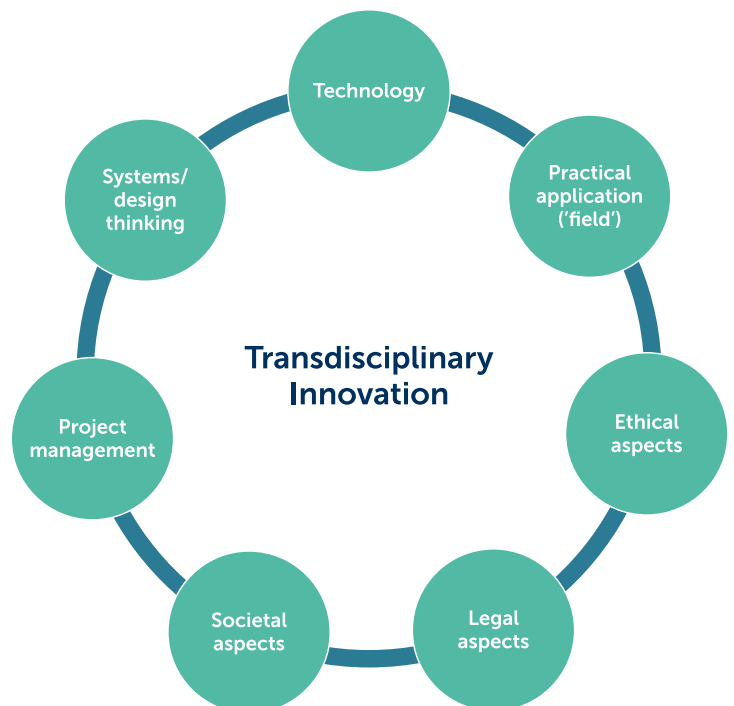 Technology
Practical
application
('field')
Ethical
aspects
Legal
aspects
Societal
aspects
Project
management
Systems/
design
thinking
Transdisciplinary
Innovation